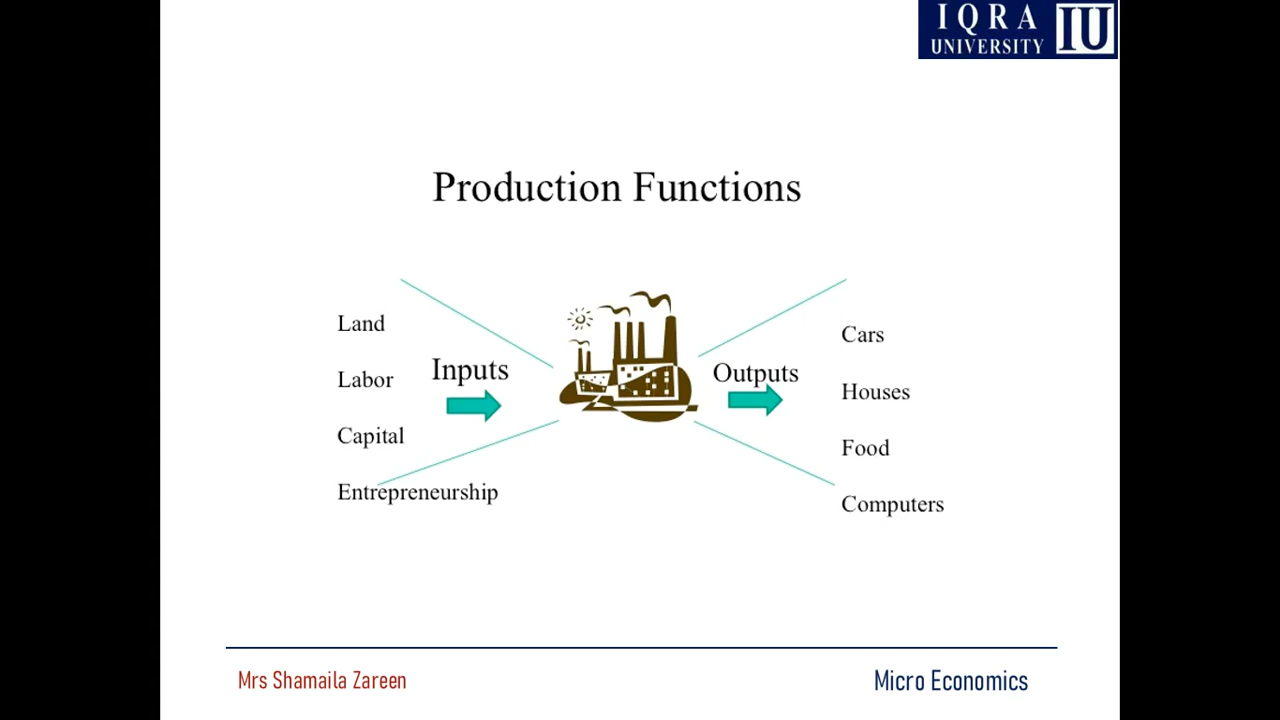 IQRA
UNIVERSITY IU
Production Functions
Land
Labor
Capital
Entrepreneurship
Inputs
Outputs
Cars
Houses
Food
Computers
Mrs Shamaila Zareen
Micro Economics